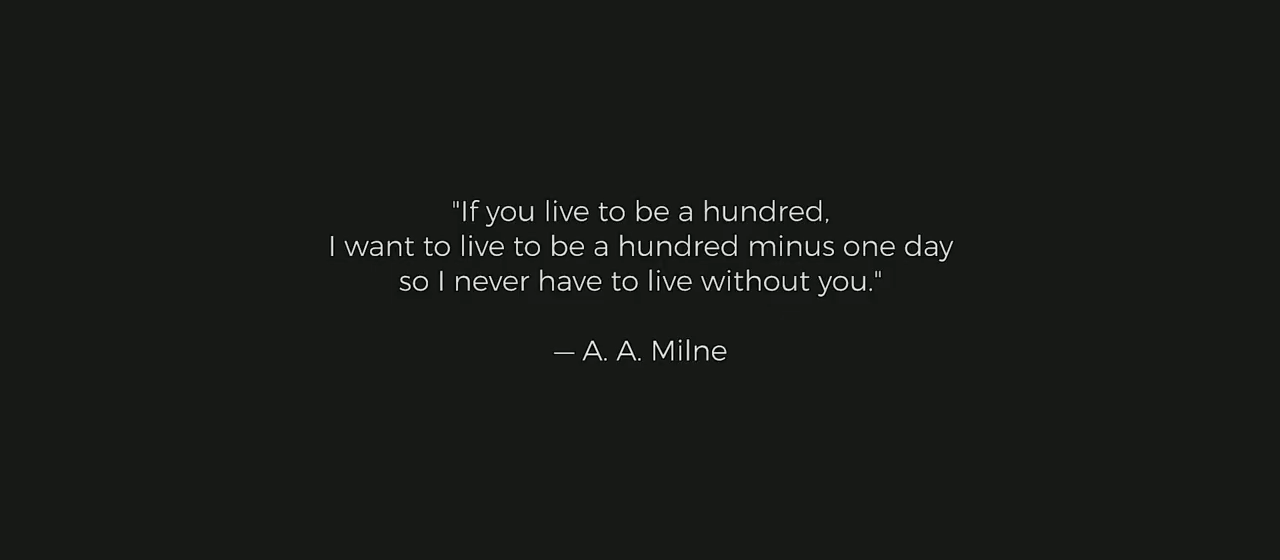 "If you live to be a hundred,
I want to live to be a hundred minus one day
so I never have to live without you."
— A. A. Milne